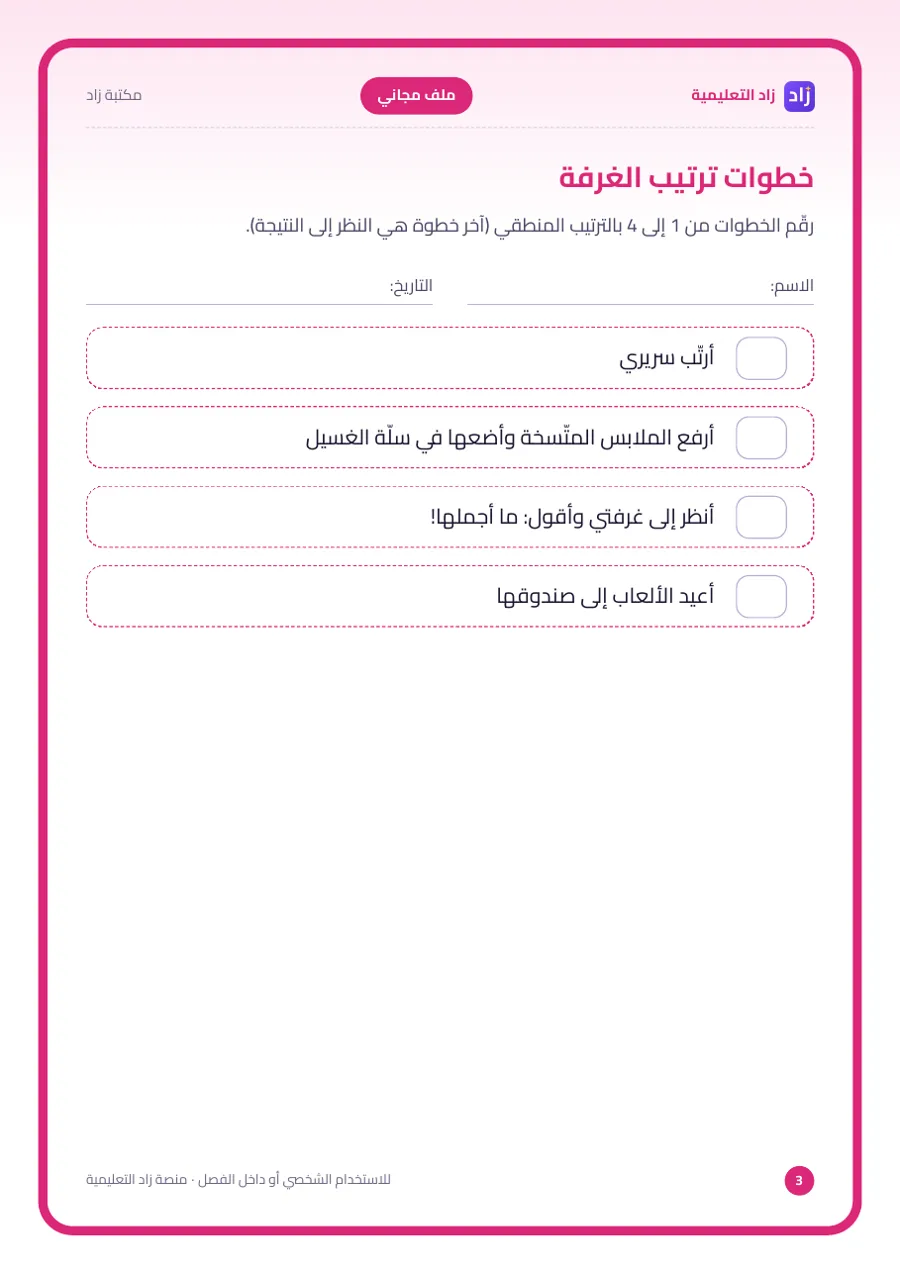 زاد
زاد التعليمية
ملف مجاني
مكتبة زاد
خطوات ترتيب الغرفة
رقّم الخطوات من 1 إلى 4 بالترتيب المنطقي (آخر خطوة هي النظر إلى النتيجة).
الاسم:
التاريخ:
أرتّب سريري
أرفع الملابس المتّسخة وأضعها في سلّة الغسيل
أنظر إلى غرفتي وأقول: ما أجملها!
أعيد الألعاب إلى صندوقها
3
للاستخدام الشخصي أو داخل الفصل · منصة زاد التعليمية